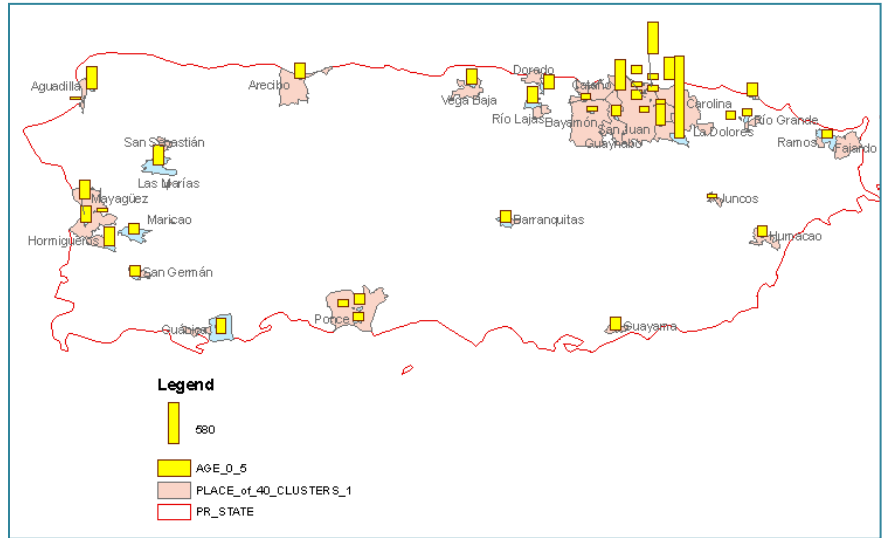 Dorado
Aguadilla
Arecibo
Cataño
Vega Baja
Carolina
Río Lajas
Bayamón
San Juan
Río Grande
La Dolores
Guaynabo
San Sebastián
Ramos
Fajardo
Las Marías
Mayagüez
Juncos
Maricao
Barranquitas
Hormigueros
Humacao
San Germán
Ponce
Guánica
Guayama
Legend
580
AGE_0_5
PLACE_of_40_CLUSTERS_1
PR_STATE